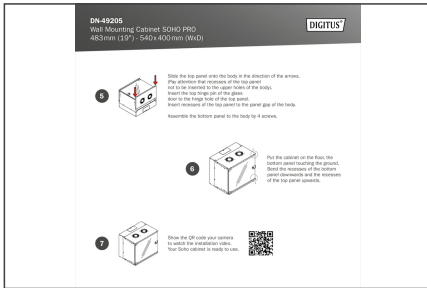 DN-49205
Wall Mounting Cabinet SOHO PRO
483mm (19") - 540x400mm (WxD)
DIGITUS®
5
Slide the top panel onto the body in the direction of the arrows.
(Pay attention that recesses of the top panel
not to be inserted to the upper holes of the body).
Insert the top hinge pin of the glass
door to the hinge hole of the top panel.
Insert recesses of the top panel to the panel gap of the body.
Assemble the bottom panel to the body by 4 screws.
6
Put the cabinet on the floor, the
bottom panel touching the ground.
Bend the recesses of the bottom
panel downwards and the recesses
of the top panel upwards.
7
Show the QR code your camera
to watch the installation video.
Your Soho cabinet is ready to use.